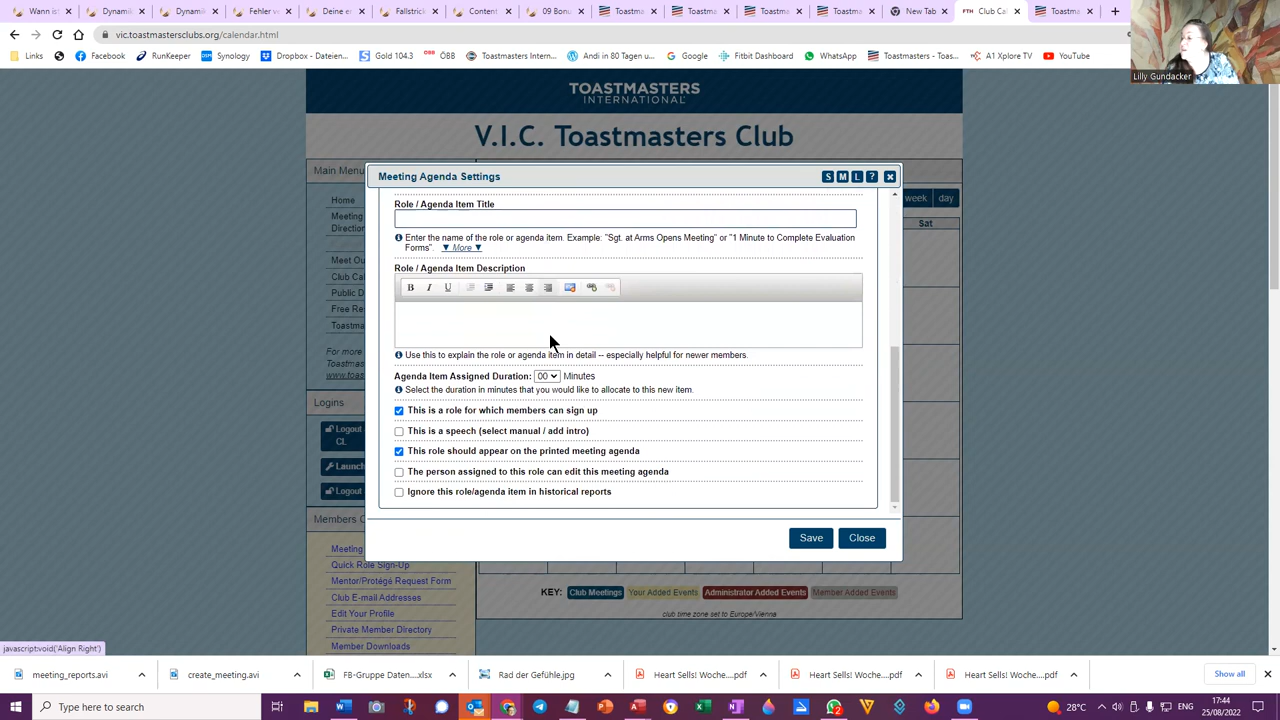 Wann is
Dynami
Dynami
Fehler v
Deine e
Fallstric
Content
09 Bonu
Toastm
Toastm
Toastm
Toastm
New Tab
FTH Club Cal
Toastm
vic.toastmastersclubs.org/calendar.html
Links
Facebook
RunKeeper
Synology
Dropbox - Dateien...
Gold 104.3
ÖBB
Toastmasters Intern...
Andi in 80 Tagen u...
Google
Fitbit Dashboard
WhatsApp
Toastmasters - Toas...
A1 Xplore TV
YouTube
Lilly Gundacker
TOASTMASTERS
INTERNATIONAL
V.I.C. Toastmasters Club
Main Menu
Home
Meeting
Direction
Meet Ou
Club Cal
Public D
Free Re
Toastma
For more
www.toas
Logins
Logout
CL
Launch
Logout
Members O
Meeting
Quick Role Sign-Up
Mentor/Protégé Request Form
Club E-mail Addresses
Edit Your Profile
Private Member Directory
Member Downloads
week day
Sat
Meeting Agenda Settings
S M L ?
Role / Agenda Item Title
Enter the name of the role or agenda item. Example: "Sgt. at Arms Opens Meeting" or "1 Minute to Complete Evaluation
Forms". ▼ More ▼
Role / Agenda Item Description
B I U
Use this to explain the role or agenda item in detail -- especially helpful for newer members.
Agenda Item Assigned Duration: 00 Minutes
Select the duration in minutes that you would like to allocate to this new item.
This is a role for which members can sign up
This is a speech (select manual / add intro)
This role should appear on the printed meeting agenda
The person assigned to this role can edit this meeting agenda
Ignore this role/agenda item in historical reports
Save
Close
KEY: Club Meetings Your Added Events Administrator Added Events Member Added Events
club time zone set to Europe/Vienna
javascript:void('Align Right')
meeting_reports.avi
create_meeting.avi
FB-Gruppe Daten....xlsx
Rad der Gefühle.jpg
Heart Sells! Woche....pdf
Heart Sells! Woche....pdf
Heart Sells! Woche....pdf
Show all
Type here to search
28°C
ENG
17:44
25/08/2022